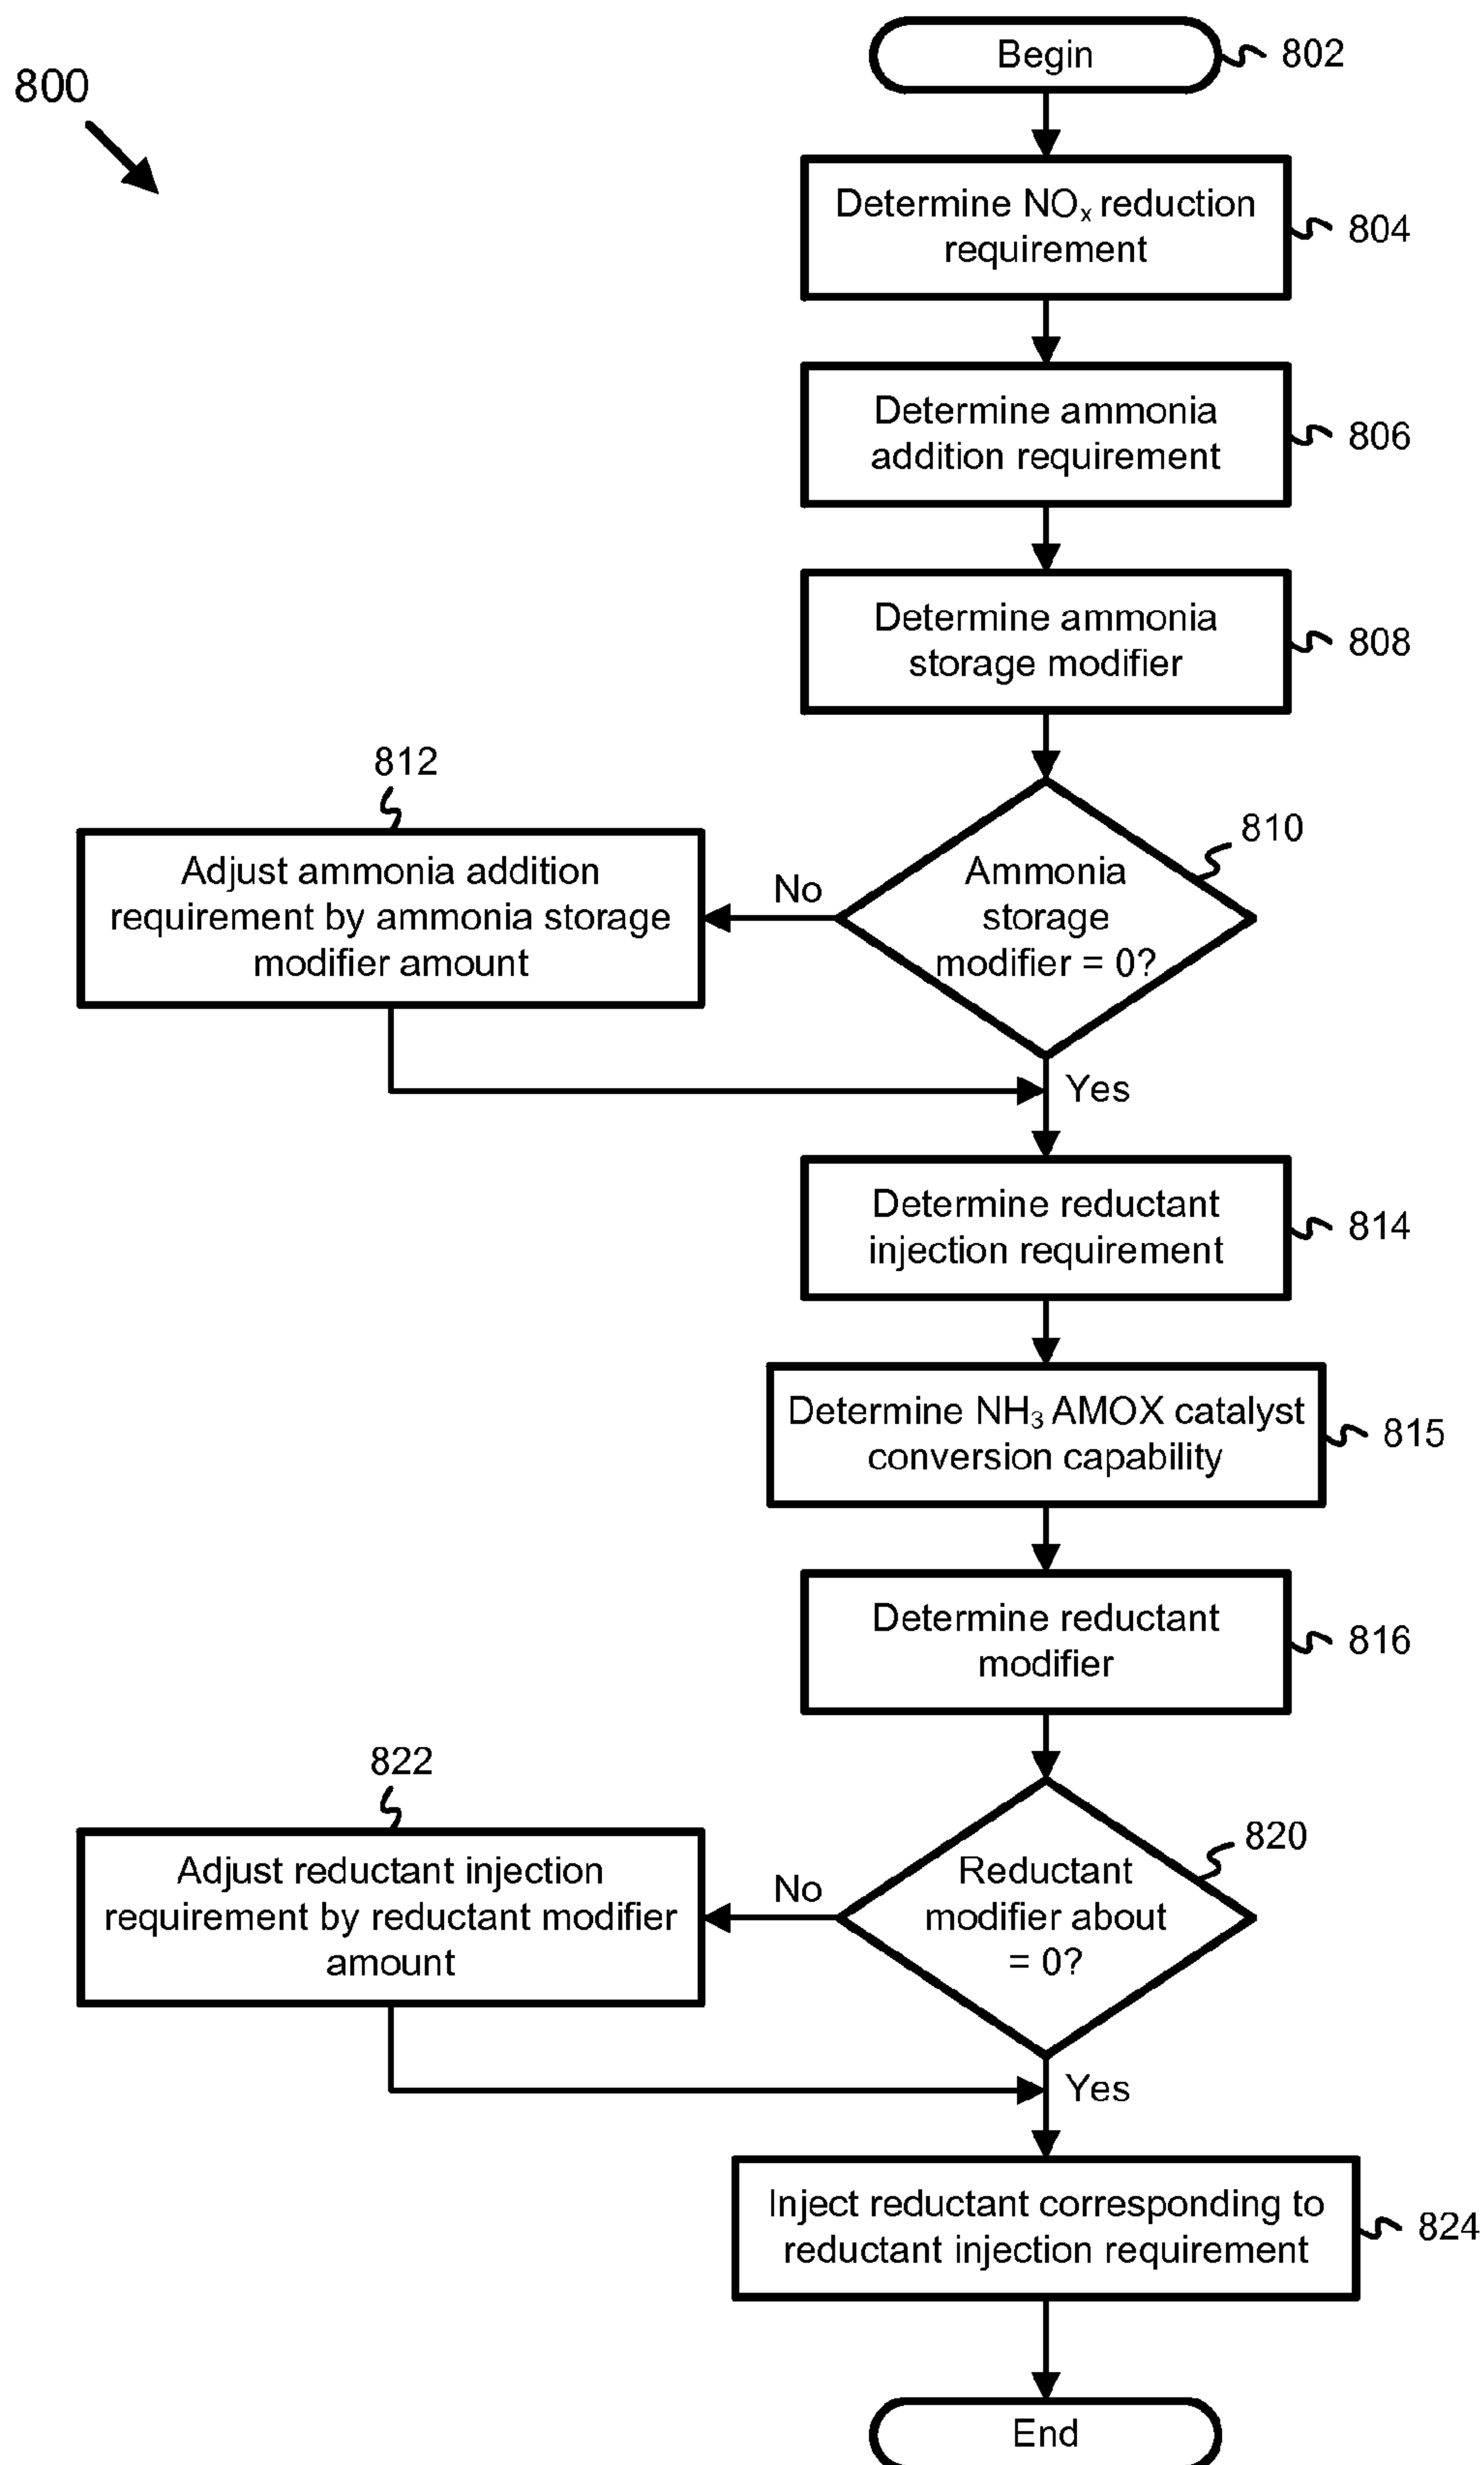 Begin
802
800
Determine NOx reduction
requirement
804
Determine ammonia
addition requirement
806
Determine ammonia
storage modifier
808
812
Adjust ammonia addition
requirement by ammonia storage
modifier amount
No
810
Ammonia
storage
modifier = 0?
Yes
Determine reductant
injection requirement
814
Determine NH3 AMOX catalyst
conversion capability
815
Determine reductant
modifier
816
822
Adjust reductant injection
requirement by reductant modifier
amount
No
820
Reductant
modifier about
= 0?
Yes
Inject reductant corresponding to
reductant injection requirement
824
End